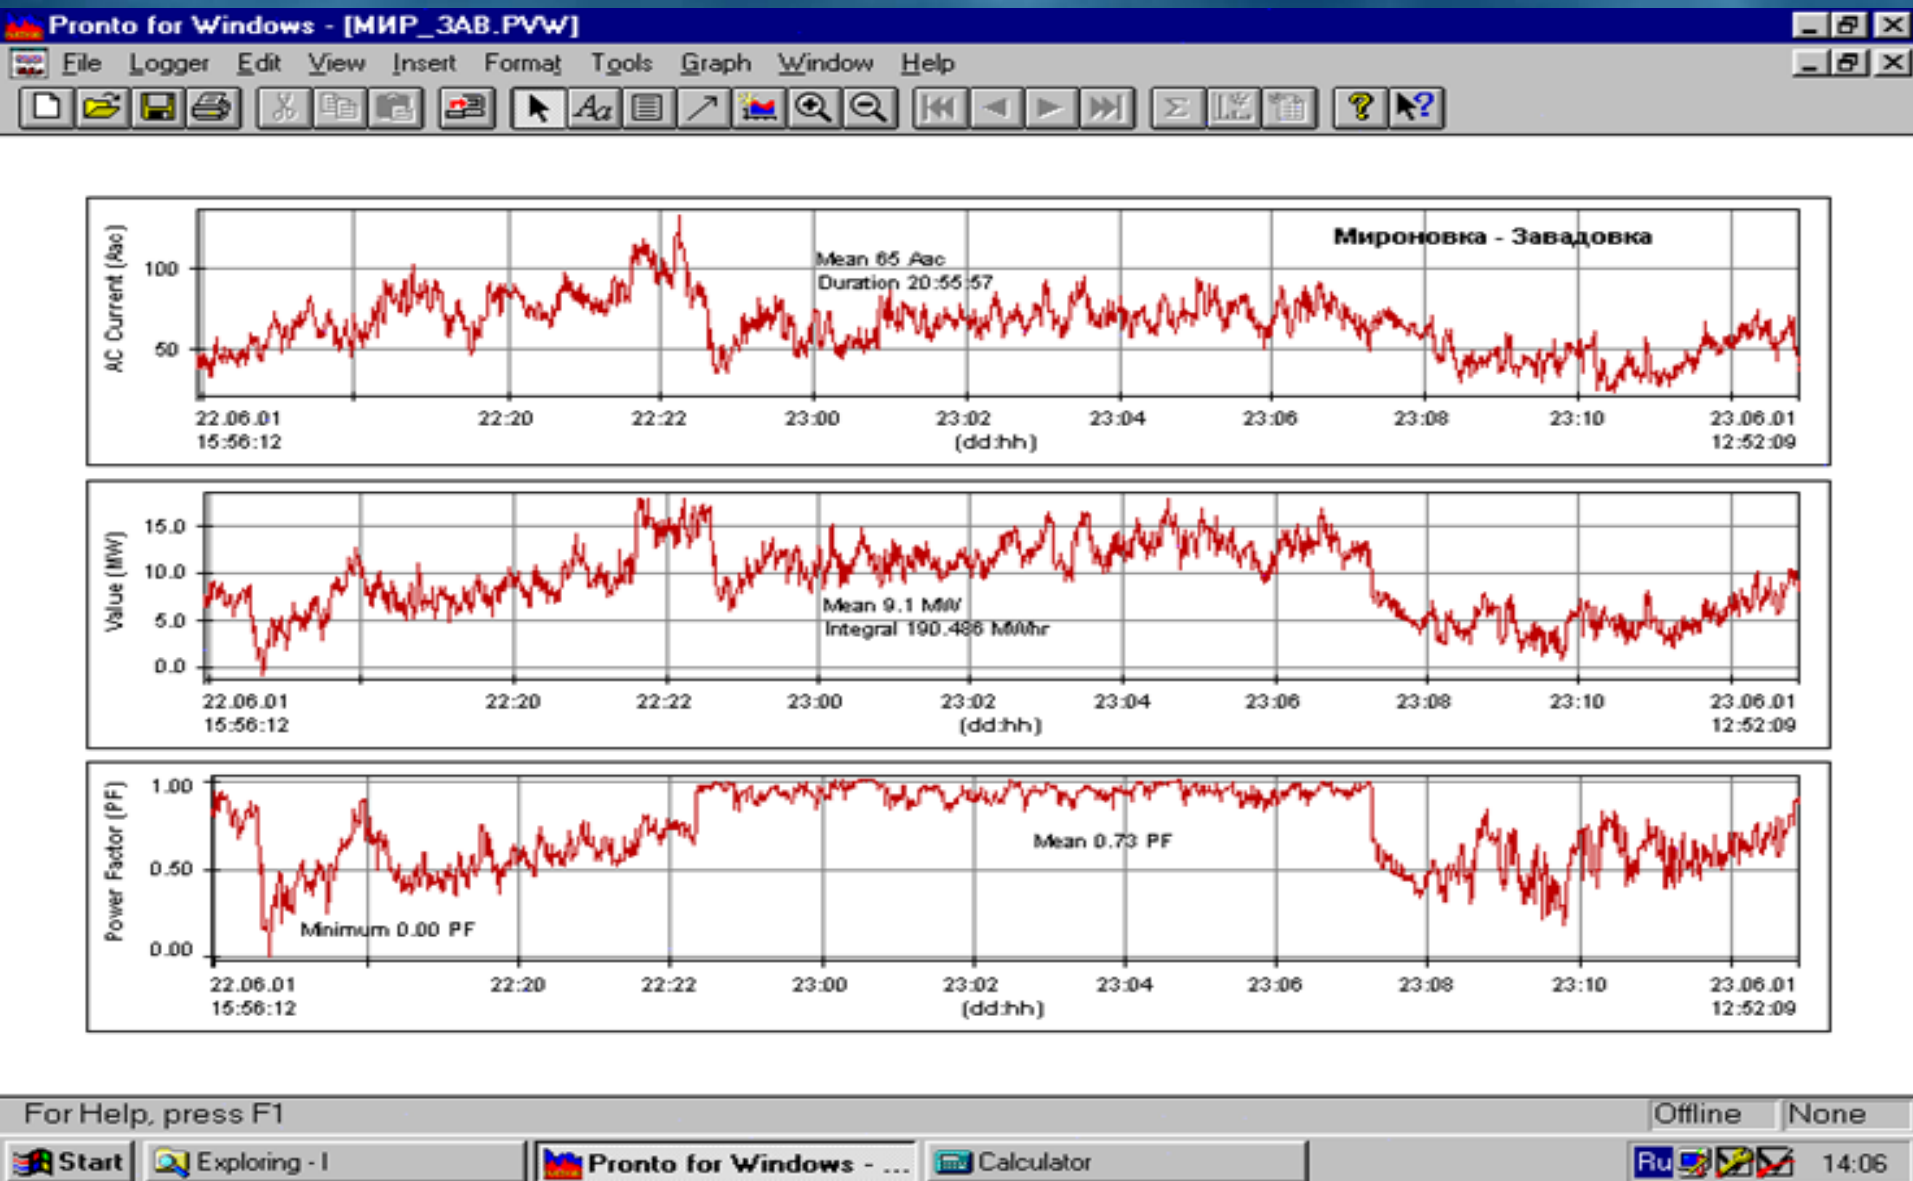 Pronto for Windows - [МИР_ЗАВ.PVW]
File Logger Edit View Insert Format Tools Graph Window Help
Aa
AC Current (Aac)
100
50
Мироновка - Завадовка
Mean 65 Aac
Duration 20:55:57
22.06.01 22:20 22:22 23:00 23:02 23:04 23:06 23:08 23:10 23.06.01
15:56:12 (dd:hh) 12:52:09
Value (MW)
15.0
10.0
5.0
0.0
Mean 9.1 MW
Integral 190.486 MWhr
22.06.01 22:20 22:22 23:00 23:02 23:04 23:06 23:08 23:10 23.06.01
15:56:12 (dd:hh) 12:52:09
Power Factor (PF)
1.00
0.50
0.00
Mean 0.73 PF
Minimum 0.00 PF
22.06.01 22:20 22:22 23:00 23:02 23:04 23:06 23:08 23:10 23.06.01
15:56:12 (dd:hh) 12:52:09
For Help, press F1 Offline None
Start Exploring - I Pronto for Windows - ... Calculator Ru 14:06